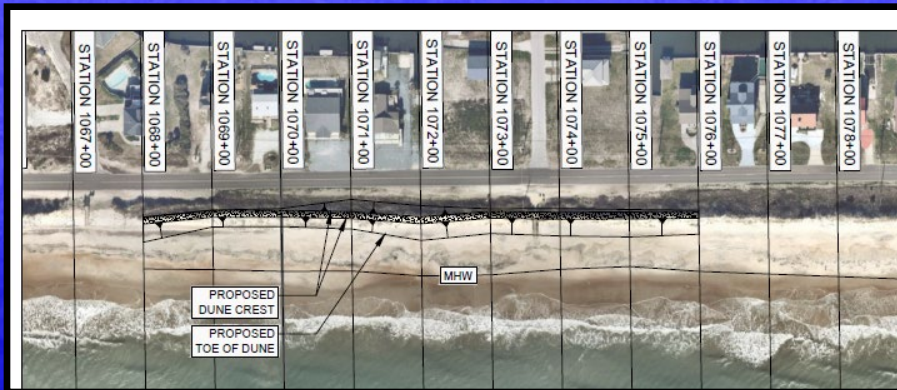 STATION 1067+00
STATION 1068+00
STATION 1069+00
STATION 1070+00
STATION 1071+00
STATION 1072+00
STATION 1073+00
STATION 1074+00
STATION 1075+00
STATION 1076+00
STATION 1077+00
STATION 1078+00
MHW
PROPOSED
DUNE CREST
PROPOSED
TOE OF DUNE